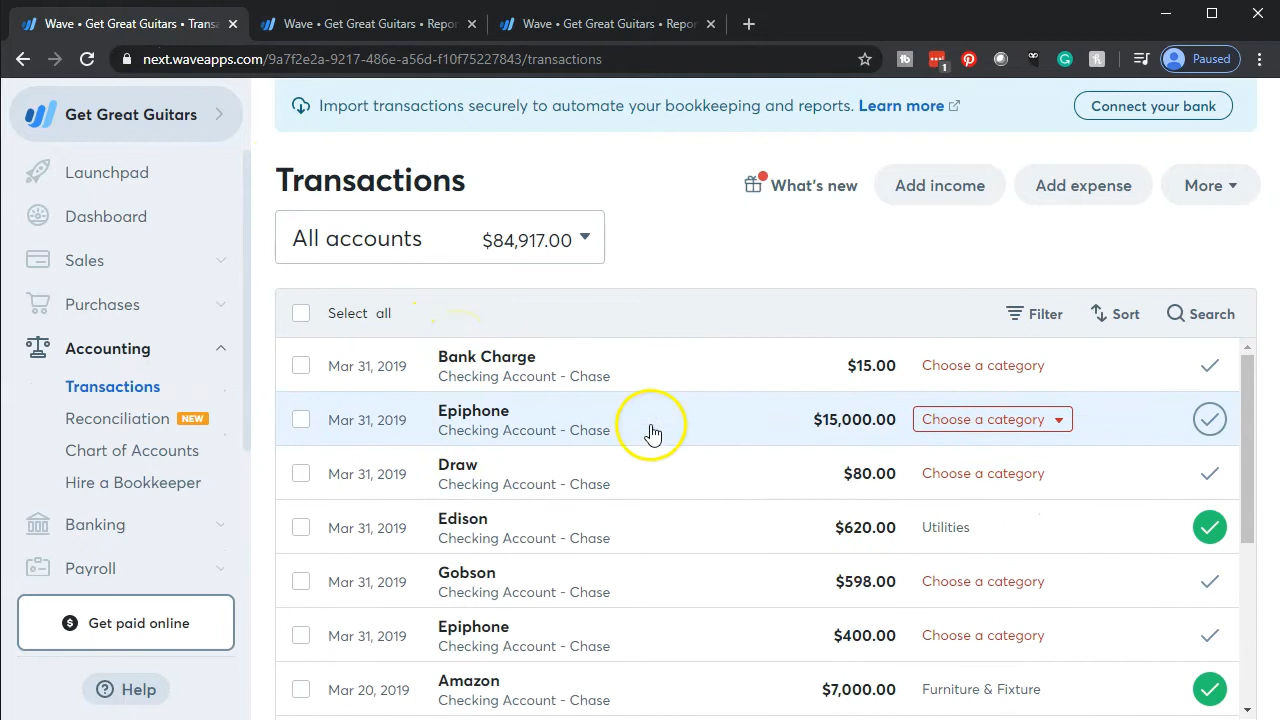 Wave • Get Great Guitars • Transa
Wave • Get Great Guitars • Repor
Wave • Get Great Guitars • Repor
next.waveapps.com/9a7f2e2a-9217-486e-a56d-f10f75227843/transactions
1
Paused
Get Great Guitars
Import transactions securely to automate your bookkeeping and reports. Learn more
Connect your bank
Launchpad
Dashboard
Sales
Purchases
Accounting
Transactions
Reconciliation NEW
Chart of Accounts
Hire a Bookkeeper
Banking
Payroll
$ Get paid online
? Help
Transactions
What's new
Add income
Add expense
More
All accounts $84,917.00
Select all
Filter
Sort
Search
Mar 31, 2019 Bank Charge $15.00 Choose a category
Checking Account - Chase
Mar 31, 2019 Epiphone $15,000.00 Choose a category
Checking Account - Chase
Mar 31, 2019 Draw $80.00 Choose a category
Checking Account - Chase
Mar 31, 2019 Edison $620.00 Utilities
Checking Account - Chase
Mar 31, 2019 Gobson $598.00 Choose a category
Checking Account - Chase
Mar 31, 2019 Epiphone $400.00 Choose a category
Checking Account - Chase
Mar 20, 2019 Amazon $7,000.00 Furniture & Fixture
Checking Account - Chase